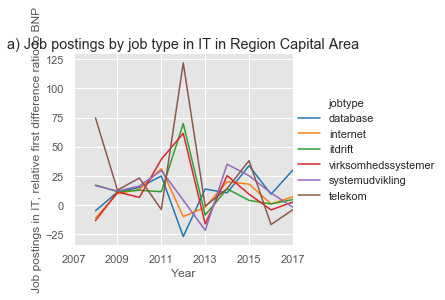 a) Job postings by job type in IT in Region Capital Area
Job postings in IT, relative first difference ratio to BNP
125
100
75
50
25
0
−25
2007
2009
2011
2013
2015
2017
Year
jobtype
database
internet
itdrift
virksomhedssystemer
systemudvikling
telekom